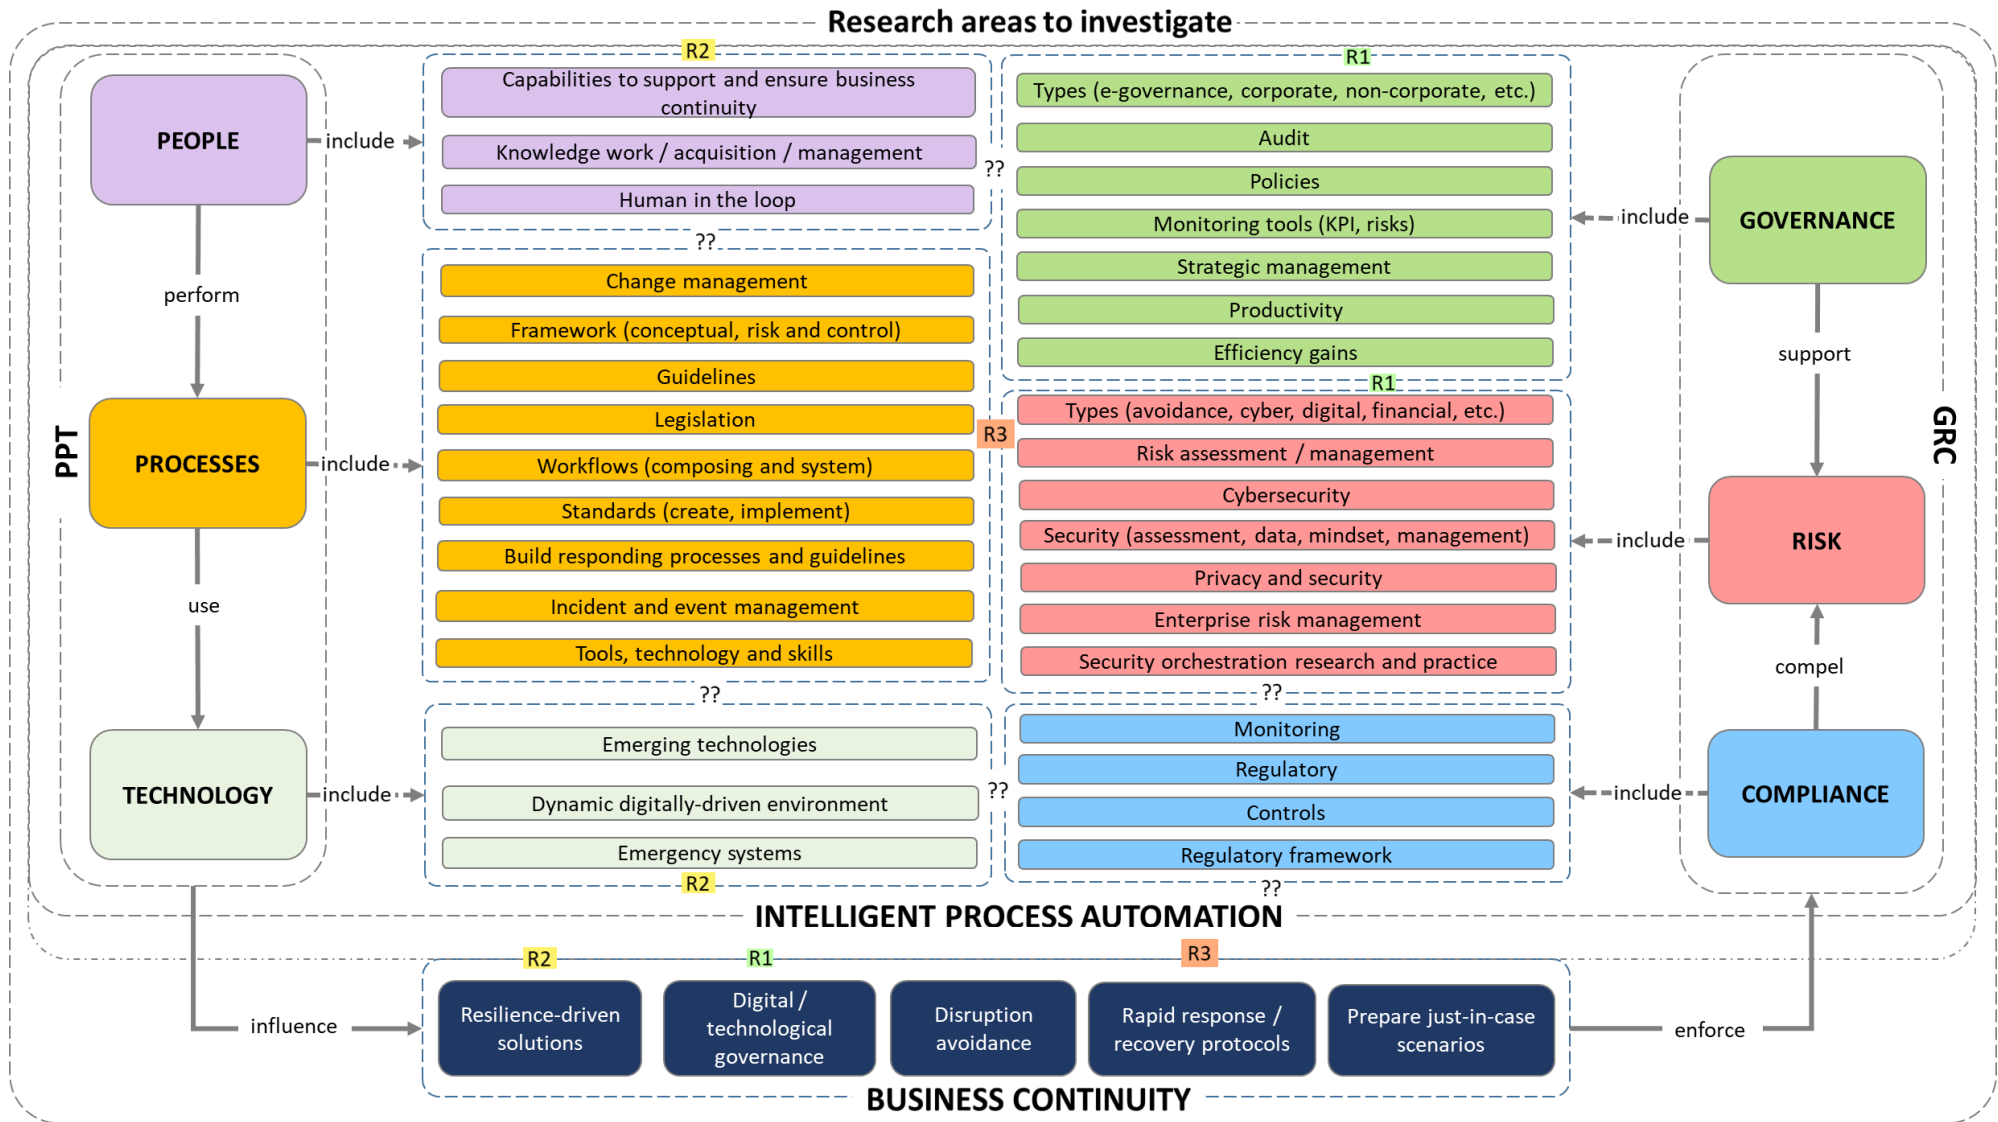 Research areas to investigate
PPT
PEOPLE
perform
PROCESSES
use
TECHNOLOGY
include
include
include
R2
Capabilities to support and ensure business
continuity
Knowledge work / acquisition / management
Human in the loop
??
??
Change management
Framework (conceptual, risk and control)
Guidelines
Legislation
Workflows (composing and system)
Standards (create, implement)
Build responding processes and guidelines
Incident and event management
Tools, technology and skills
R3
??
Emerging technologies
Dynamic digitally-driven environment
Emergency systems
R2
??
R1
Types (e-governance, corporate, non-corporate, etc.)
Audit
Policies
Monitoring tools (KPI, risks)
Strategic management
Productivity
Efficiency gains
R1
Types (avoidance, cyber, digital, financial, etc.)
Risk assessment / management
Cybersecurity
Security (assessment, data, mindset, management)
Privacy and security
Enterprise risk management
Security orchestration research and practice
??
Monitoring
Regulatory
Controls
Regulatory framework
??
include
include
include
GOVERNANCE
support
RISK
compel
COMPLIANCE
GRC
INTELLIGENT PROCESS AUTOMATION
influence
R2
R1
R3
Resilience-driven
solutions
Digital /
technological
governance
Disruption
avoidance
Rapid response /
recovery protocols
Prepare just-in-case
scenarios
enforce
BUSINESS CONTINUITY